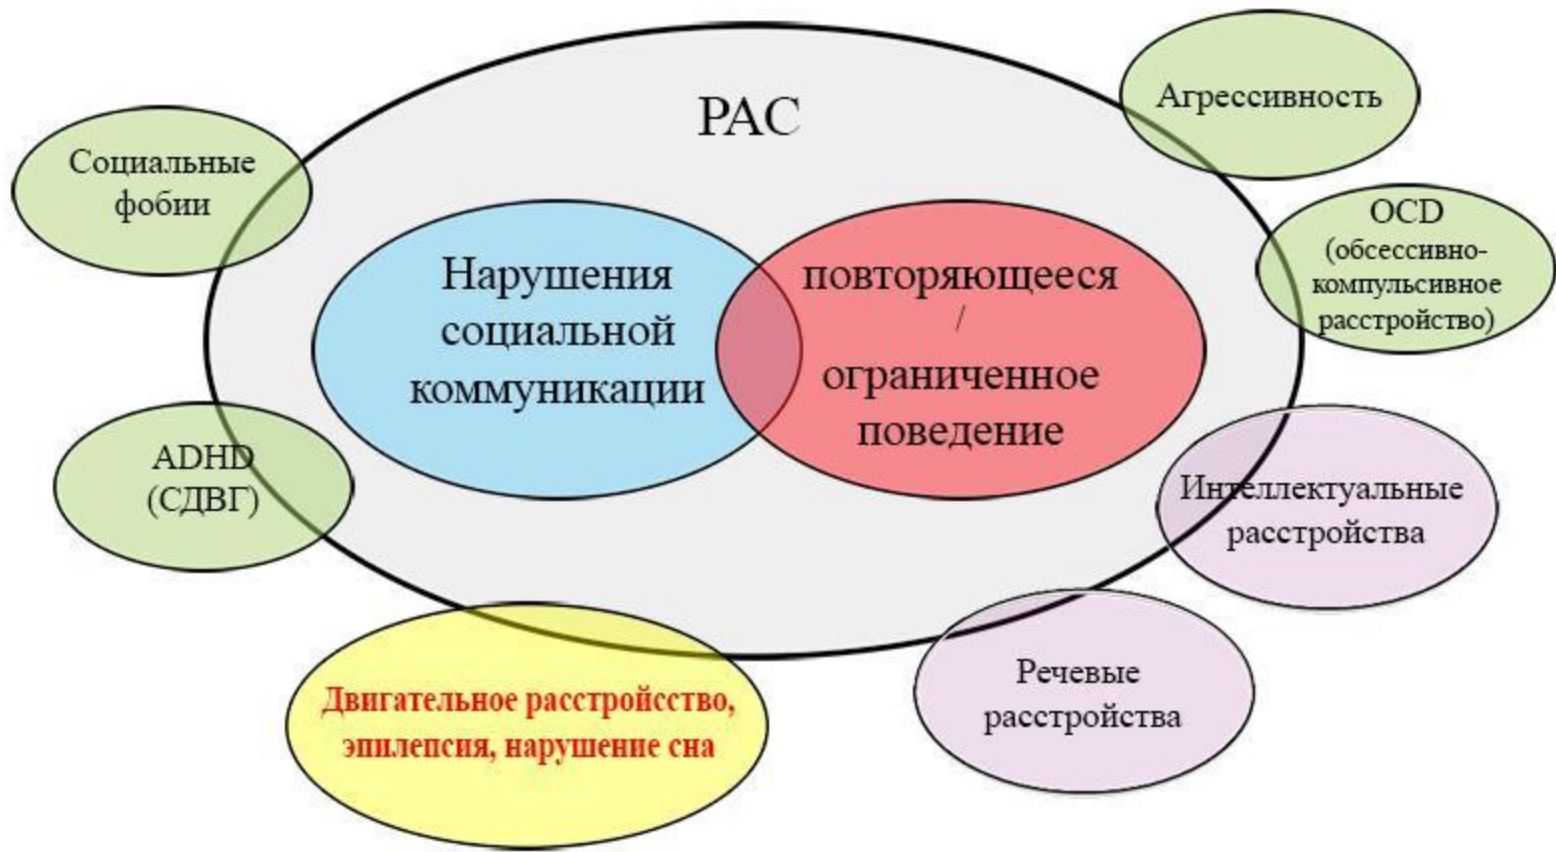 РАС
Агрессивность
Социальные
фобии
OCD
(обсессивно-
компульсивное
расстройство)
Нарушения
социальной
коммуникации
повторяющееся
/
ограниченное
поведение
ADHD
(СДВГ)
Интеллектуальные
расстройства
Речевые
расстройства
Двигательное расстройсство,
эпилепсия, нарушение сна